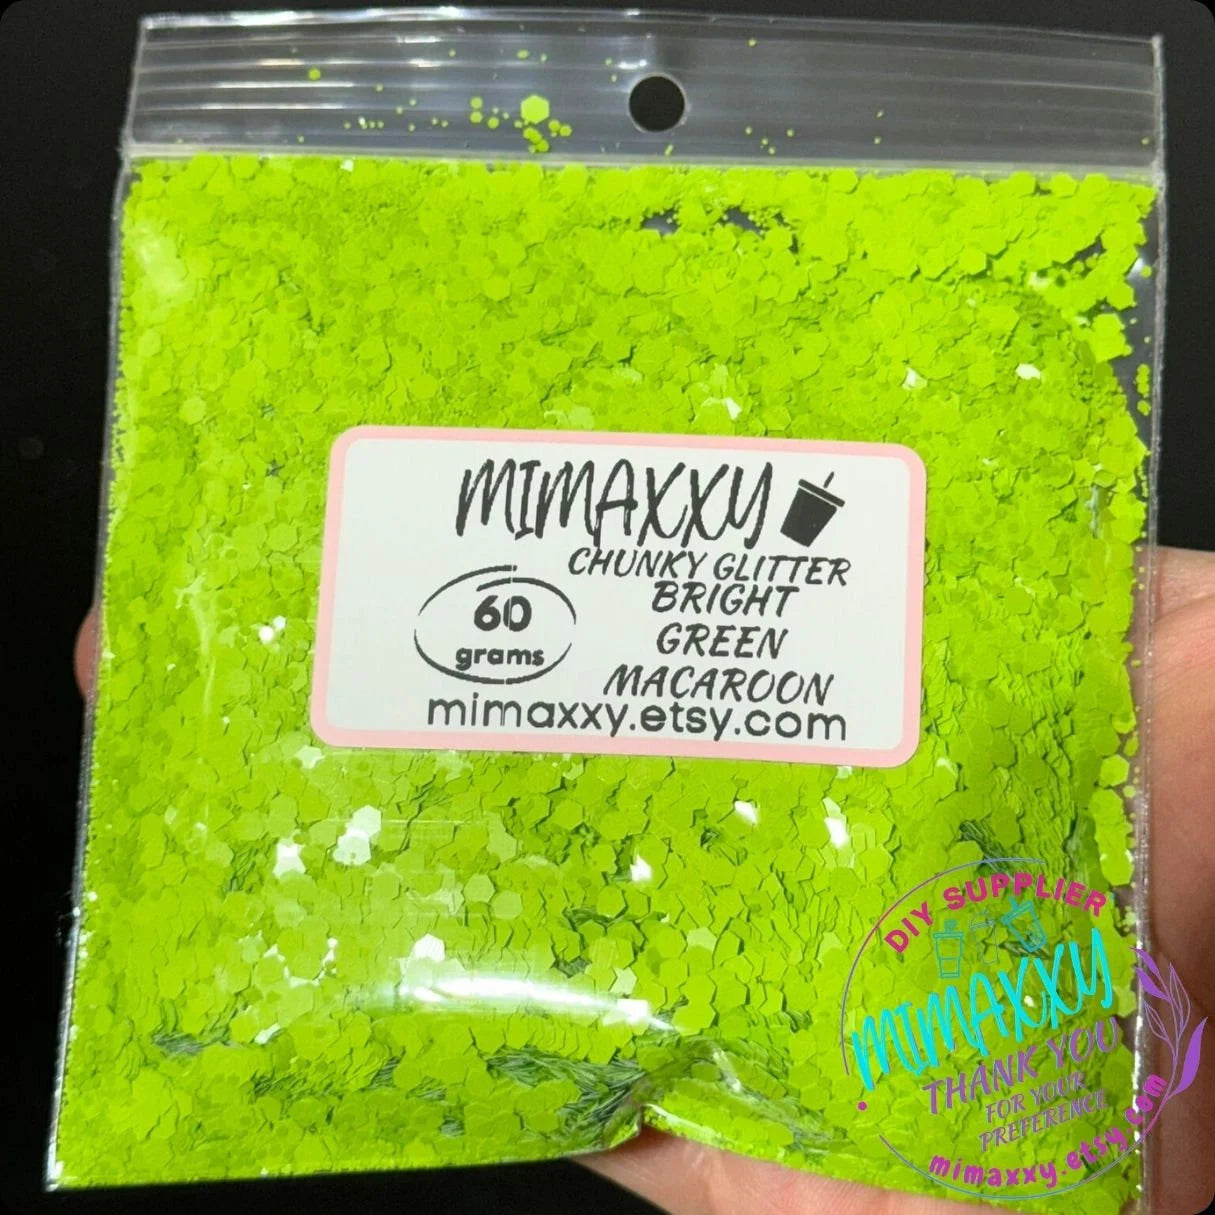 MIMAXXY
CHUNKY GLITTER
BRIGHT
GREEN
MACAROON
60
grams
mimaxxy.etsy.com
DIY SUPPLIER
MIMAXXY
THANK YOU
FOR YOUR
PREFERENCE
mimaxxy.etsy.com